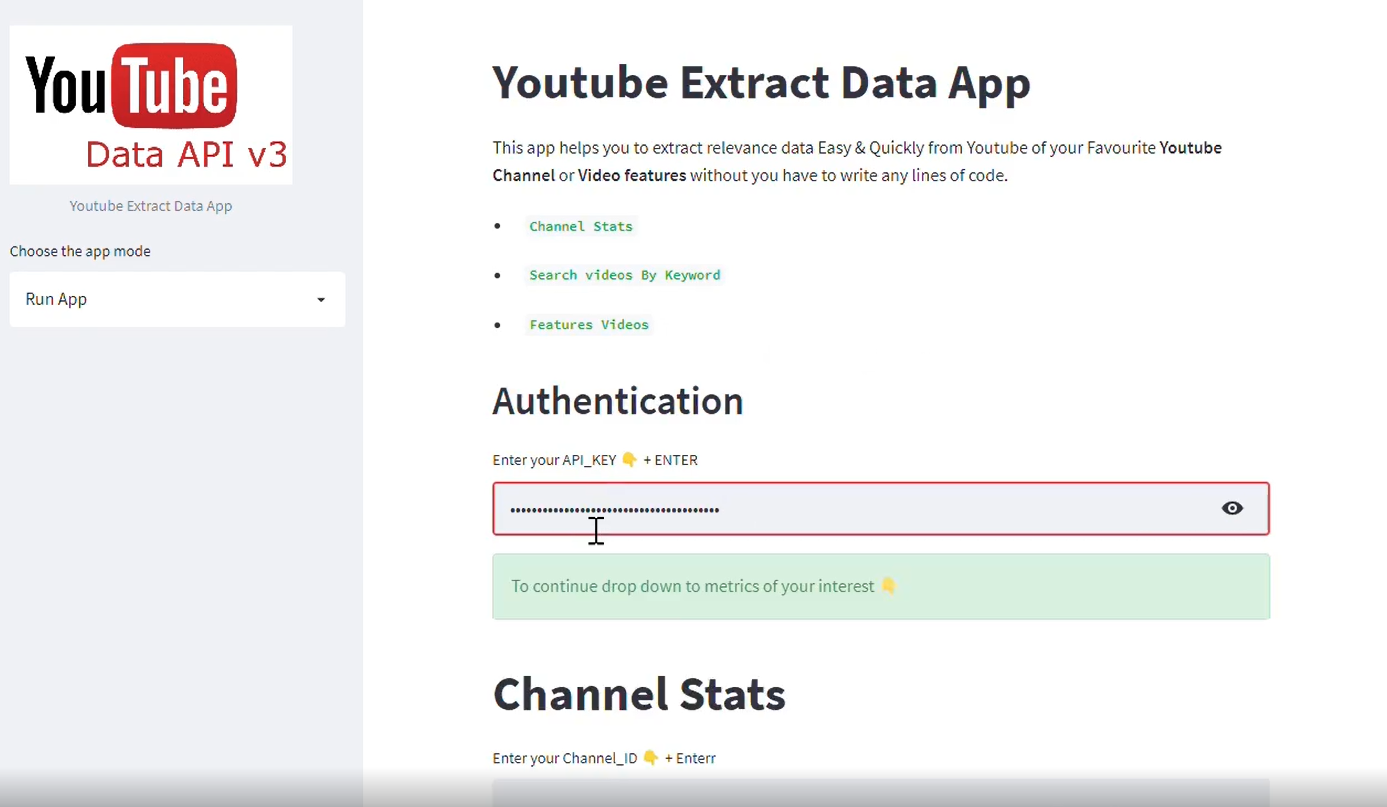 YouTube
Data API v3
Youtube Extract Data App
Choose the app mode
Run App
Youtube Extract Data App
This app helps you to extract relevance data Easy & Quickly from Youtube of your Favourite Youtube
Channel or Video features without you have to write any lines of code.
Channel Stats
Search videos By Keyword
Features Videos
Authentication
Enter your API_KEY 👇 + ENTER
To continue drop down to metrics of your interest 👇
Channel Stats
Enter your Channel_ID 👇 + Enterr